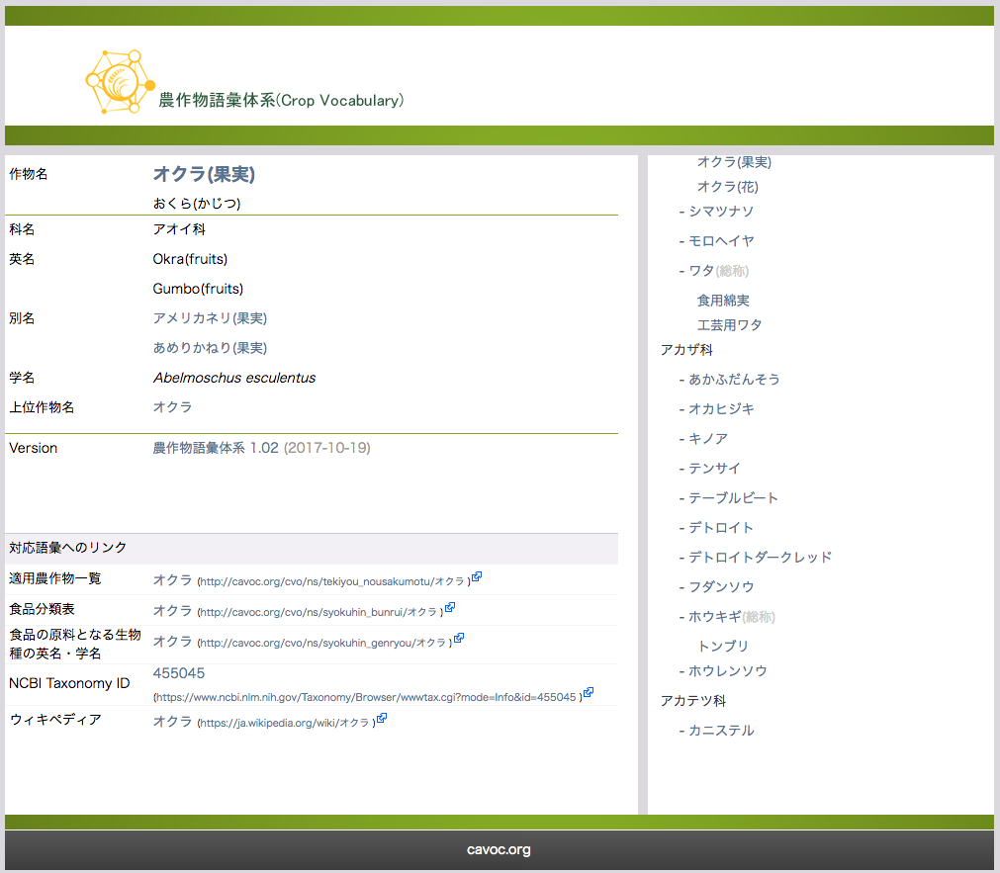 農作物語彙体系(Crop Vocabulary)
作物名 オクラ(果実)
おくら(かじつ)
科名 アオイ科
英名 Okra(fruits)
Gumbo(fruits)
別名 アメリカネリ(果実)
あめりかねり(果実)
学名 Abelmoschus esculentus
上位作物名 オクラ
Version 農作物語彙体系 1.02 (2017-10-19)
対応語彙へのリンク
適用農作物一覧 オクラ (http://cavoc.org/cvo/ns/tekiyou_nousakumotu/オクラ )
食品分類表 オクラ (http://cavoc.org/cvo/ns/syokuhin_bunrui/オクラ )
食品の原料となる生物
種の英名・学名 オクラ (http://cavoc.org/cvo/ns/syokuhin_genryou/オクラ )
NCBI Taxonomy ID 455045
(https://www.ncbi.nlm.nih.gov/Taxonomy/Browser/wwwtax.cgi?mode=Info&id=455045 )
ウィキペディア オクラ (https://ja.wikipedia.org/wiki/オクラ )
オクラ(果実)
オクラ(花)
- シマツナソ
- モロヘイヤ
- ワタ(総称)
食用綿実
工芸用ワタ
アカザ科
- あかふだんそう
- オカヒジキ
- キノア
- テンサイ
- テーブルビート
- デトロイト
- デトロイトダークレッド
- フダンソウ
- ホウキギ(総称)
トンブリ
- ホウレンソウ
アカテツ科
- カニステル
cavoc.org